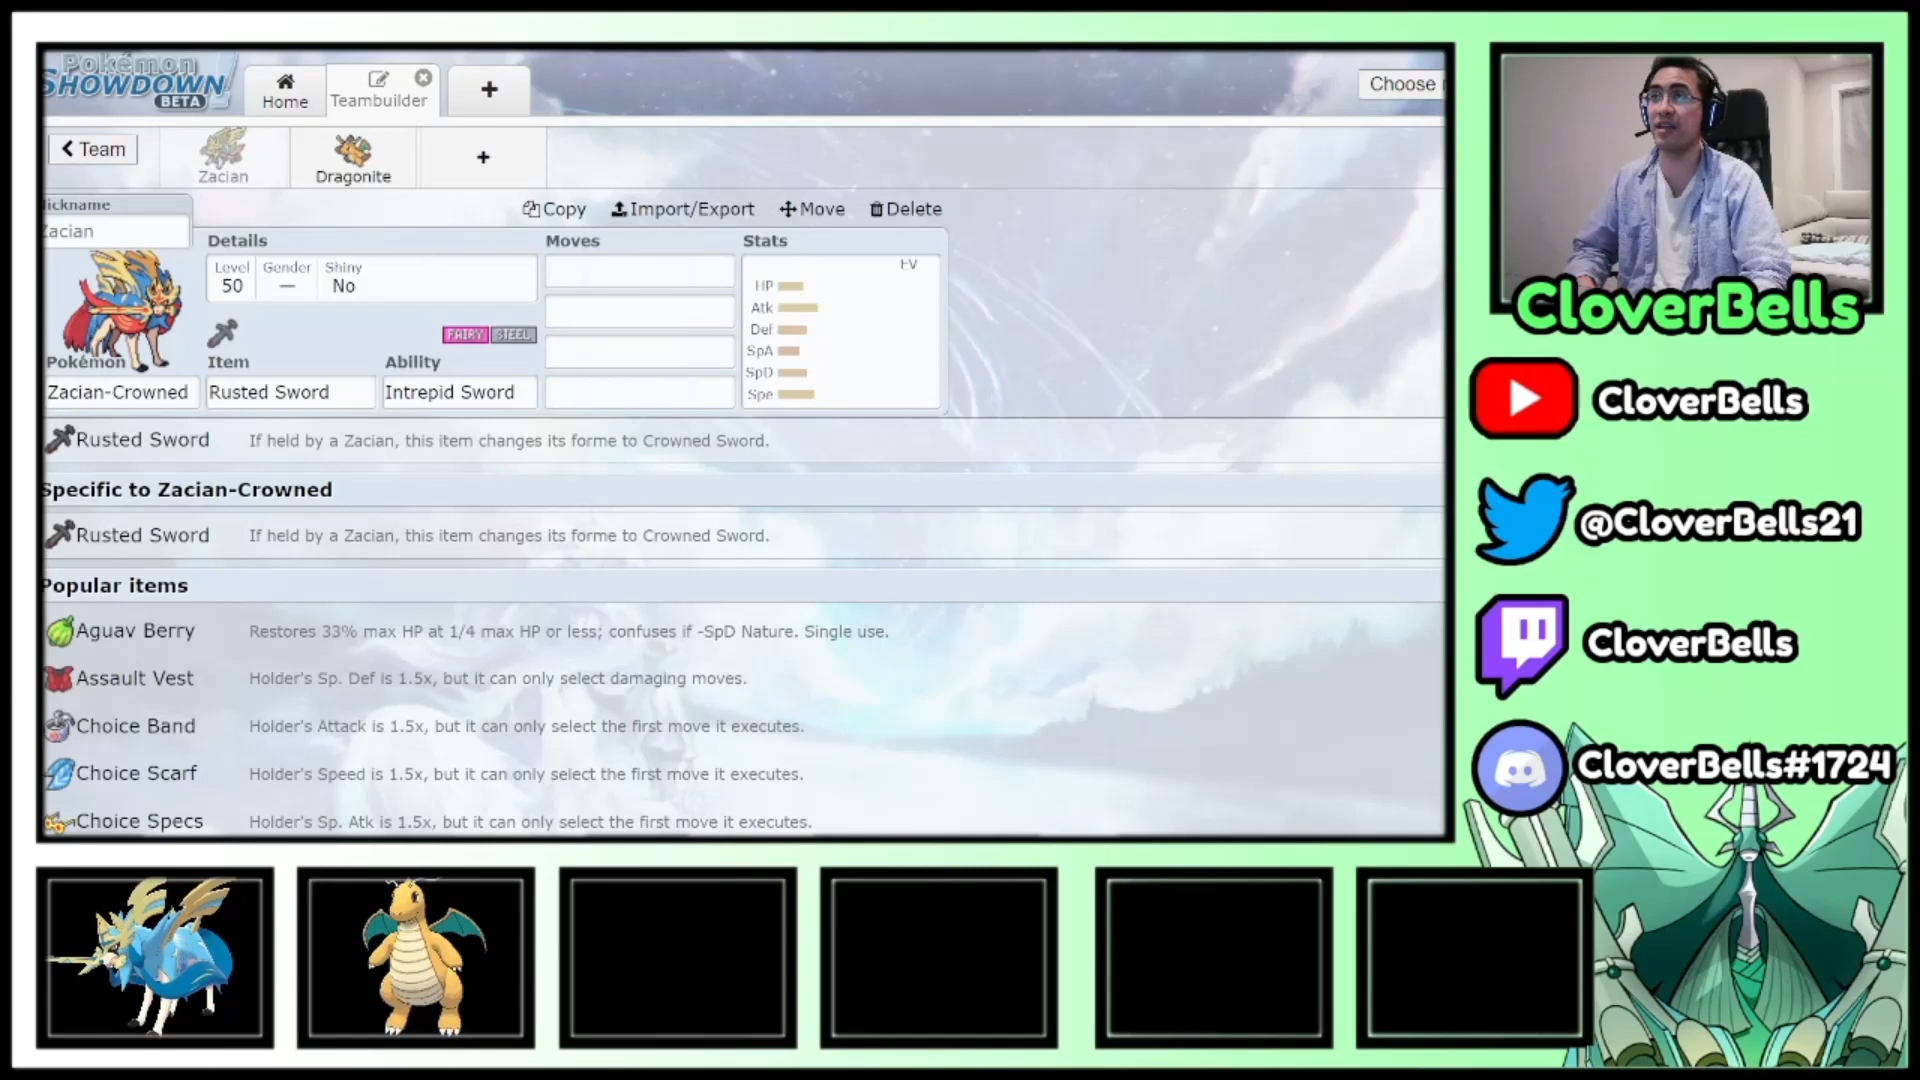 Pokémon
SHOWDOWN!
BETA
Home
Teambuilder
+
Choose
Team
Zacian
Dragonite
+
ickname
Zacian
Copy
Import/Export
Move
Delete
Details
Moves
Stats
Level
Gender
Shiny
50
—
No
EV
HP
Atk
Def
SpA
SpD
Spe
FAIRY STEEL
Pokémon
Item
Ability
Zacian-Crowned
Rusted Sword
Intrepid Sword
Rusted Sword If held by a Zacian, this item changes its forme to Crowned Sword.
Specific to Zacian-Crowned
Rusted Sword If held by a Zacian, this item changes its forme to Crowned Sword.
Popular items
Aguav Berry Restores 33% max HP at 1/4 max HP or less; confuses if -SpD Nature. Single use.
Assault Vest Holder's Sp. Def is 1.5x, but it can only select damaging moves.
Choice Band Holder's Attack is 1.5x, but it can only select the first move it executes.
Choice Scarf Holder's Speed is 1.5x, but it can only select the first move it executes.
Choice Specs Holder's Sp. Atk is 1.5x, but it can only select the first move it executes.
CloverBells
CloverBells
@CloverBells21
CloverBells
CloverBells#1724